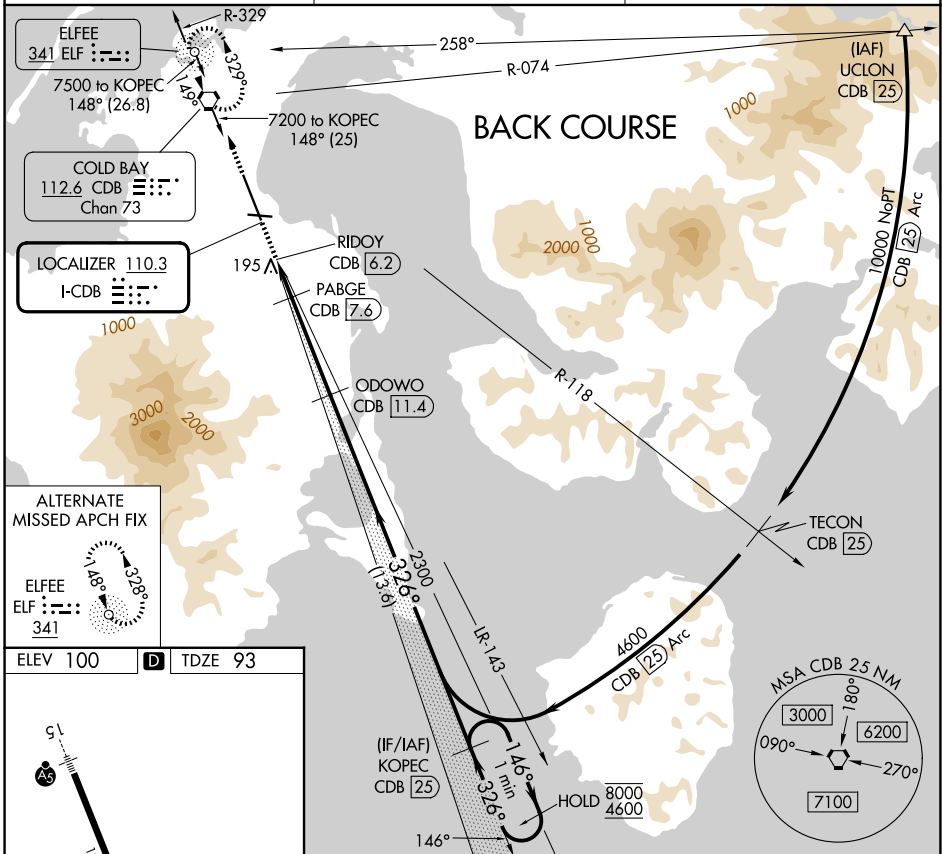 R-329
ELFEE
341 ELF
7500 to KOPEC
148° (26.8)
149°
329°
258°
R-074
(IAF)
UCLON
CDB 25
7200 to KOPEC
148° (25)
BACK COURSE
1000
COLD BAY
112.6 CDB
Chan 73
1000
2000
10000 NoPT
CDB 25 Arc
LOCALIZER 110.3
I-CDB
195
RIDOY
CDB 6.2
PABGE
CDB 7.6
1000
3000
2000
R-118
ODOWO
CDB 11.4
ALTERNATE
MISSED APCH FIX
148°
328°
ELFEE
ELF
341
TECON
CDB 25
326°
2300
(13.6)
LR-143
4600
CDB 25 Arc
ELEV 100
D
TDZE 93
15
A5
(IF/IAF)
KOPEC
CDB 25
146°
1 min
326°
HOLD
8000
4600
146°
MSA CDB 25 NM
180°
3000
6200
090°
270°
7100